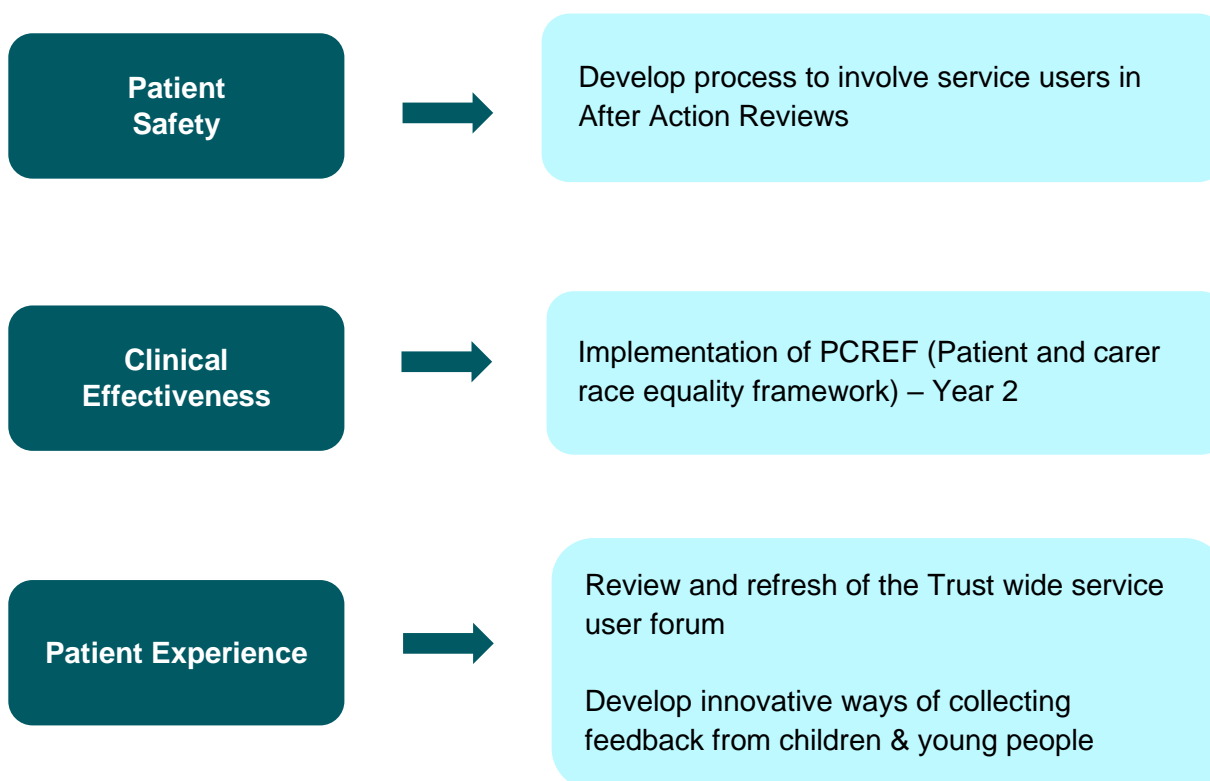 Patient
Safety
Develop process to involve service users in
After Action Reviews
Clinical
Effectiveness
Implementation of PCREF (Patient and carer
race equality framework) – Year 2
Patient Experience
Review and refresh of the Trust wide service
user forum
Develop innovative ways of collecting
feedback from children & young people